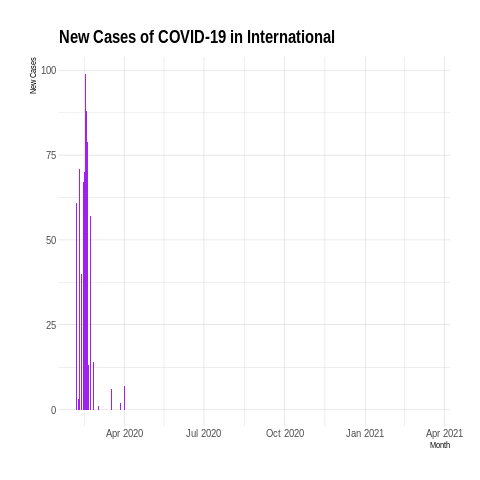 New Cases of COVID-19 in International
New Cases
100
75
50
25
0
Apr 2020 Jul 2020 Oct 2020 Jan 2021 Apr 2021
Month